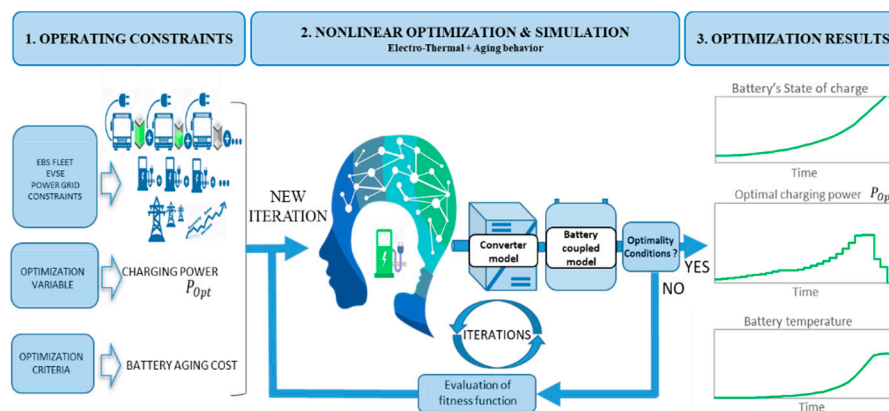 1. OPERATING CONSTRAINTS
EBS FLEET
EVSE
POWER GRID
CONSTRAINTS
OPTIMIZATION
VARIABLE
CHARGING POWER
P_Opt
OPTIMIZATION
CRITERIA
BATTERY AGING COST
2. NONLINEAR OPTIMIZATION & SIMULATION
Electro-Thermal + Aging behavior
NEW
ITERATION
Converter
model
Battery
coupled
model
Optimality
Conditions ?
YES
NO
ITERATIONS
Evaluation of
fitness function
3. OPTIMIZATION RESULTS
Battery's State of charge
Time
Optimal charging power P_Opt
Time
Battery temperature
Time